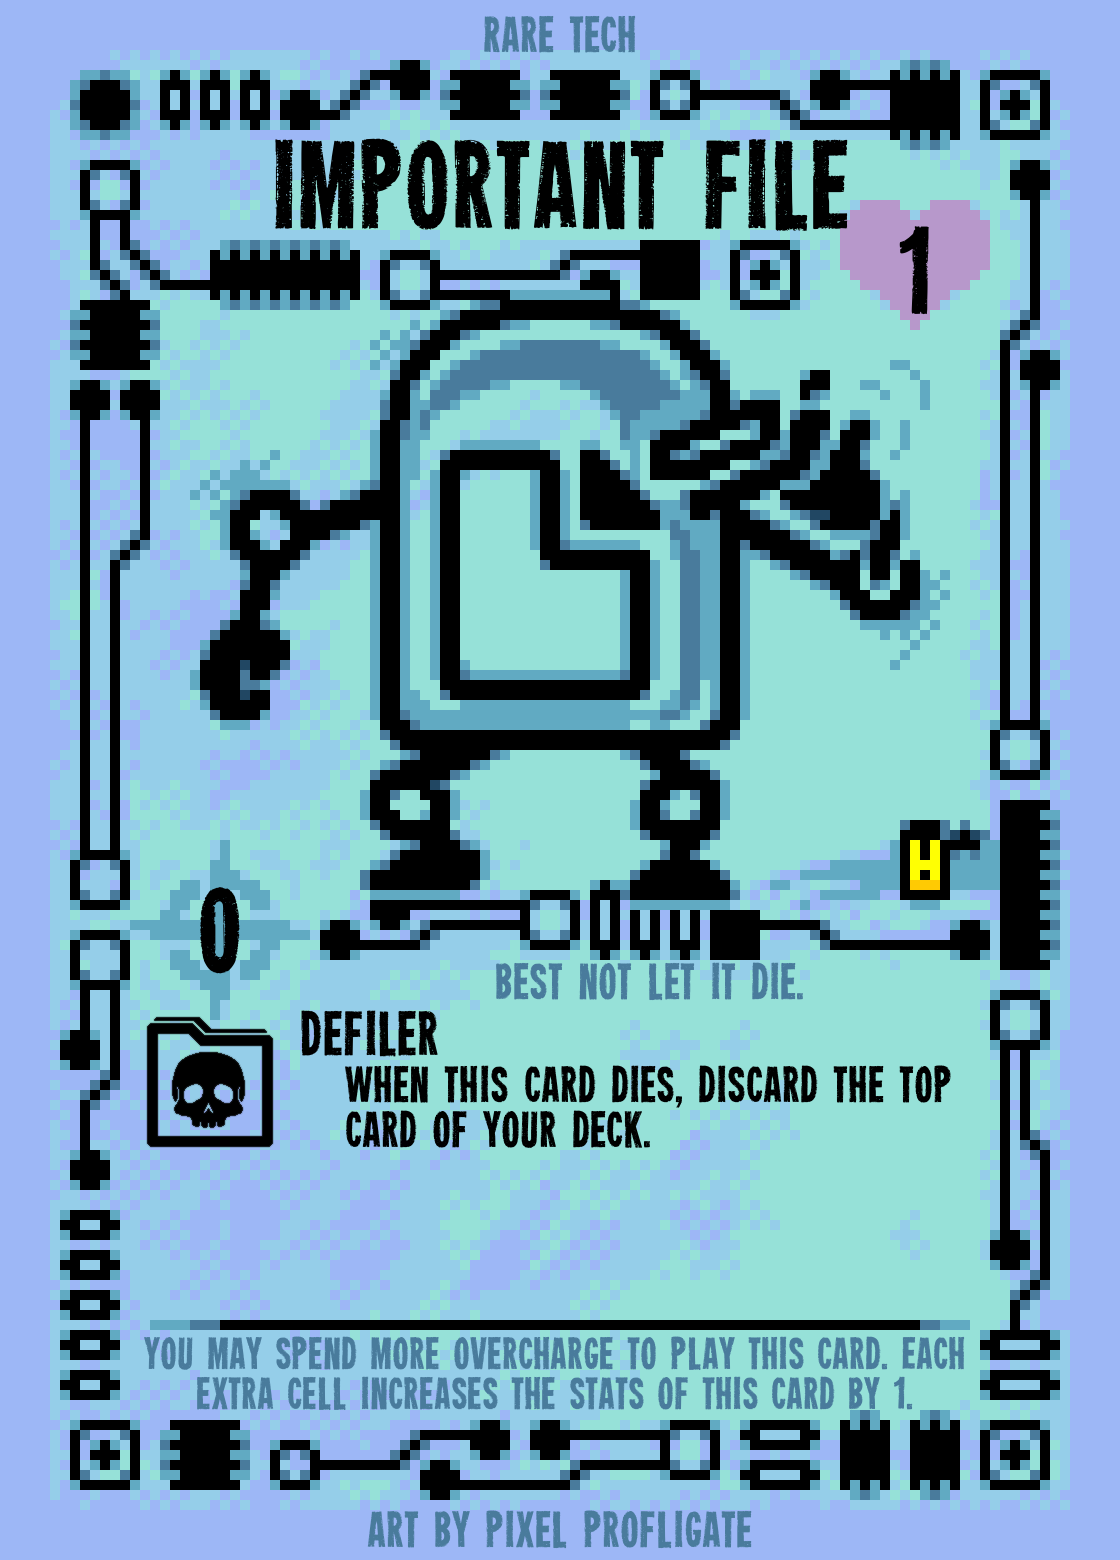 RARE TECH
IMPORTANT FILE
1
0
BEST NOT LET IT DIE.
DEFILER
WHEN THIS CARD DIES, DISCARD THE TOP
CARD OF YOUR DECK.
YOU MAY SPEND MORE OVERCHARGE TO PLAY THIS CARD. EACH
EXTRA CELL INCREASES THE STATS OF THIS CARD BY 1.
ART BY PIXEL PROFLIGATE